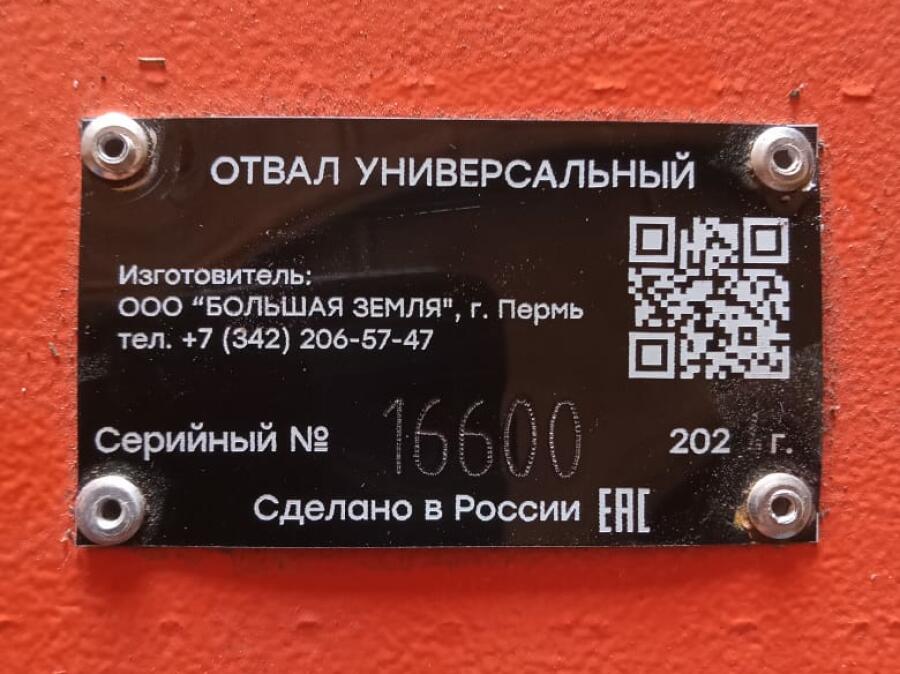 ОТВАЛ УНИВЕРСАЛЬНЫЙ
Изготовитель:
ООО "БОЛЬШАЯ ЗЕМЛЯ", г. Пермь
тел. +7 (342) 206-57-47
Серийный № 16600 202 г.
Сделано в России EAC